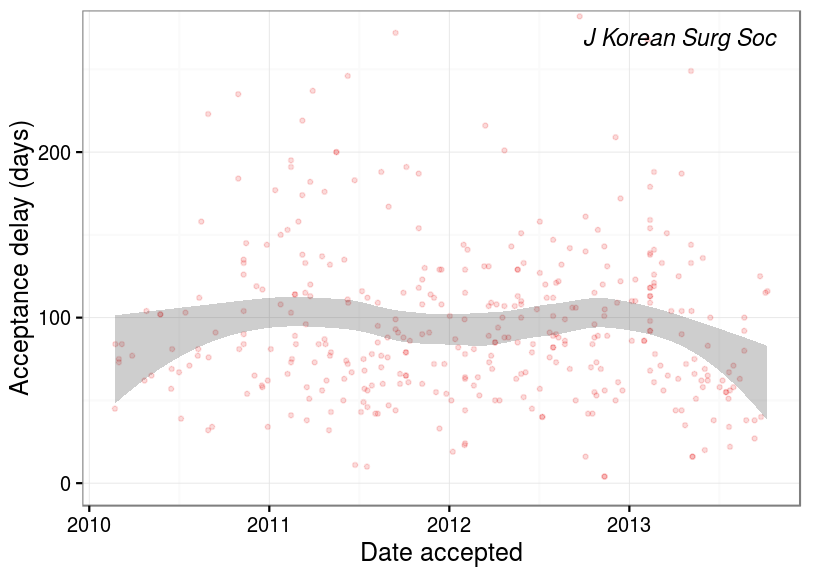 J Korean Surg Soc
Acceptance delay (days)
200
100
0
2010 2011 2012 2013
Date accepted